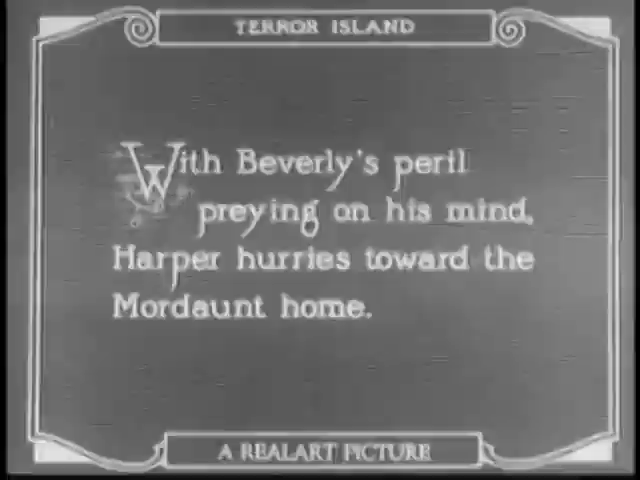 TERROR ISLAND
With Beverly's peril
preying on his mind,
Harper hurries toward the
Mordaunt home.
A REALART PICTURE